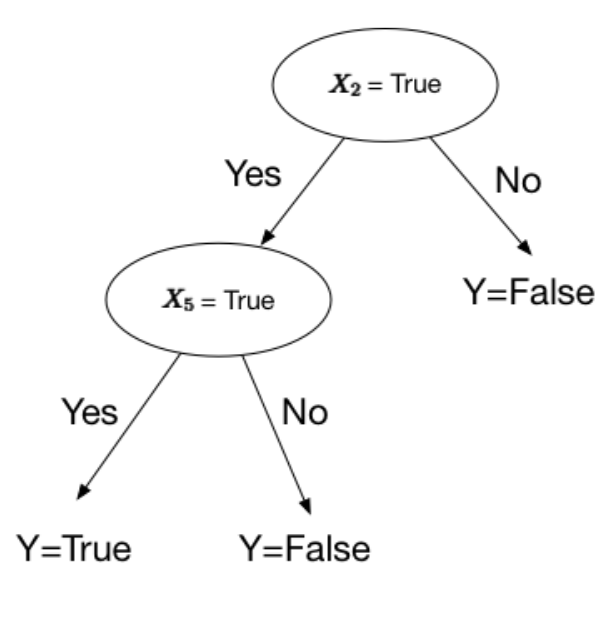 X₂ = True
Yes
No
X₅ = True
Y=False
Yes
No
Y=True
Y=False